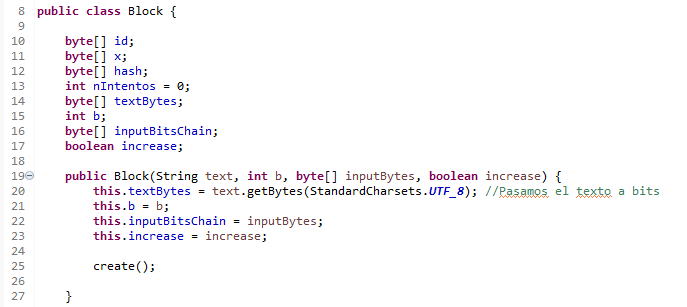 8 public class Block {
9
10 byte[] id;
11 byte[] x;
12 byte[] hash;
13 int nIntentos = 0;
14 byte[] textBytes;
15 int b;
16 byte[] inputBitsChain;
17 boolean increase;
18
19 public Block(String text, int b, byte[] inputBytes, boolean increase) {
20 this.textBytes = text.getBytes(StandardCharsets.UTF_8); //Pasamos el texto a bits
21 this.b = b;
22 this.inputBitsChain = inputBytes;
23 this.increase = increase;
24
25 create();
26
27 }